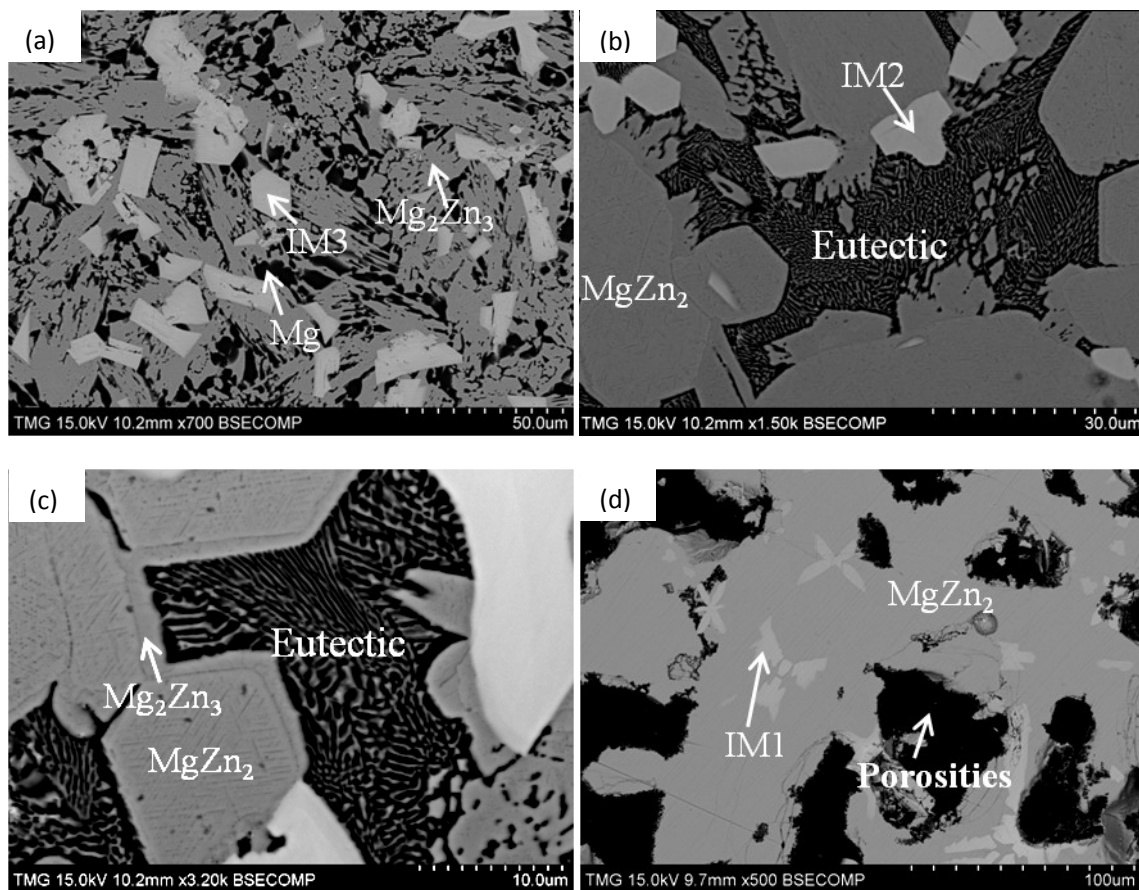 (a)
Mg₂Zn₃
IM3
Mg
TMG 15.0kV 10.2mm x700 BSECOMP 50.0um
(b)
IM2
Eutectic
MgZn₂
TMG 15.0kV 10.2mm x1.50k BSECOMP 30.0um
(c)
Eutectic
Mg₂Zn₃
MgZn₂
TMG 15.0kV 10.2mm x3.20k BSECOMP 10.0um
(d)
MgZn₂
IM1
Porosities
TMG 15.0kV 9.7mm x500 BSECOMP 100um